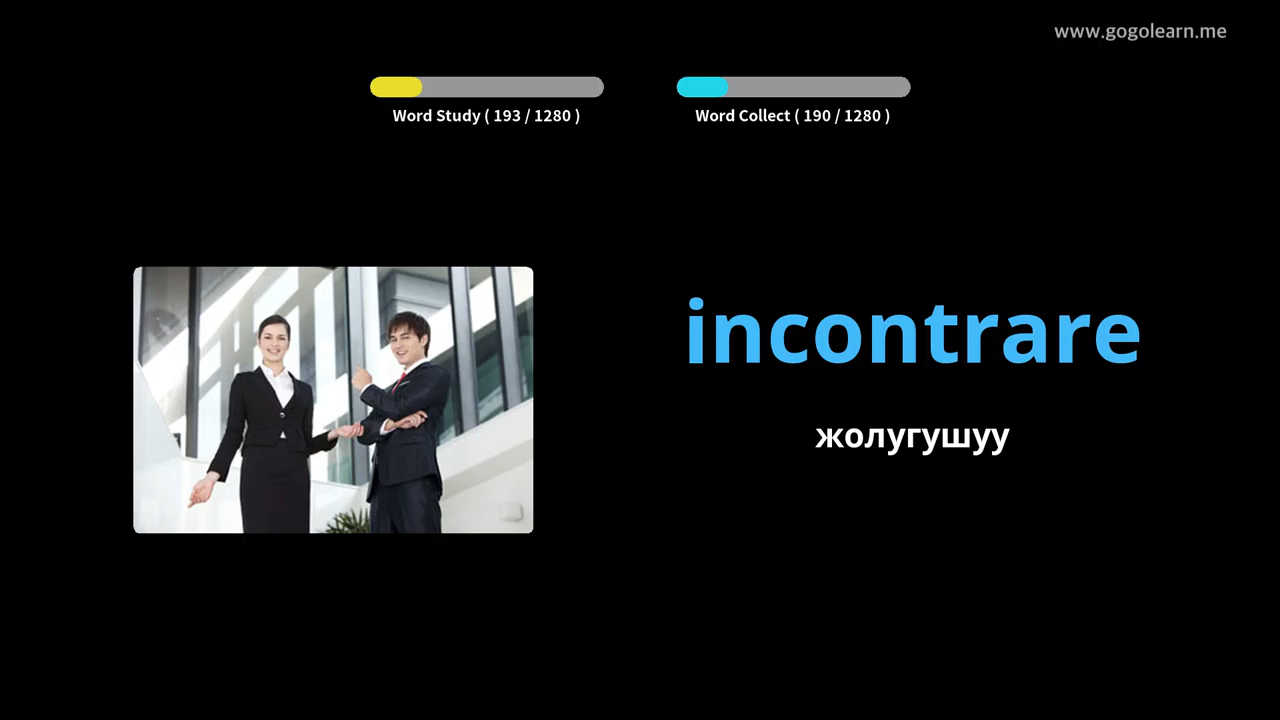 www.gogolearn.me
Word Study ( 193 / 1280 )
Word Collect ( 190 / 1280 )
incontrare
жолугушуу